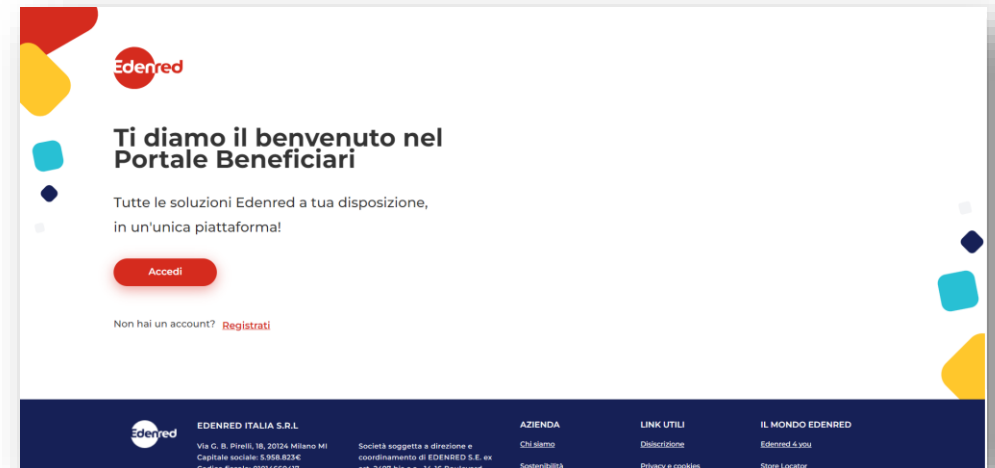 Edenred
Ti diamo il benvenuto nel
Portale Beneficiari
Tutte le soluzioni Edenred a tua disposizione,
in un'unica piattaforma!
Accedi
Non hai un account? Registrati
Edenred
EDENRED ITALIA S.R.L
Via G. B. Pirelli, 18, 20124 Milano MI
Capitale sociale: 5.958.823€
Società soggetta a direzione e
coordinamento di EDENRED S.E. ex
AZIENDA
Chi siamo
Sostenibilità
LINK UTILI
Disiscrizione
Privacy e cookies
IL MONDO EDENRED
Edenred 4 you
Store Locator